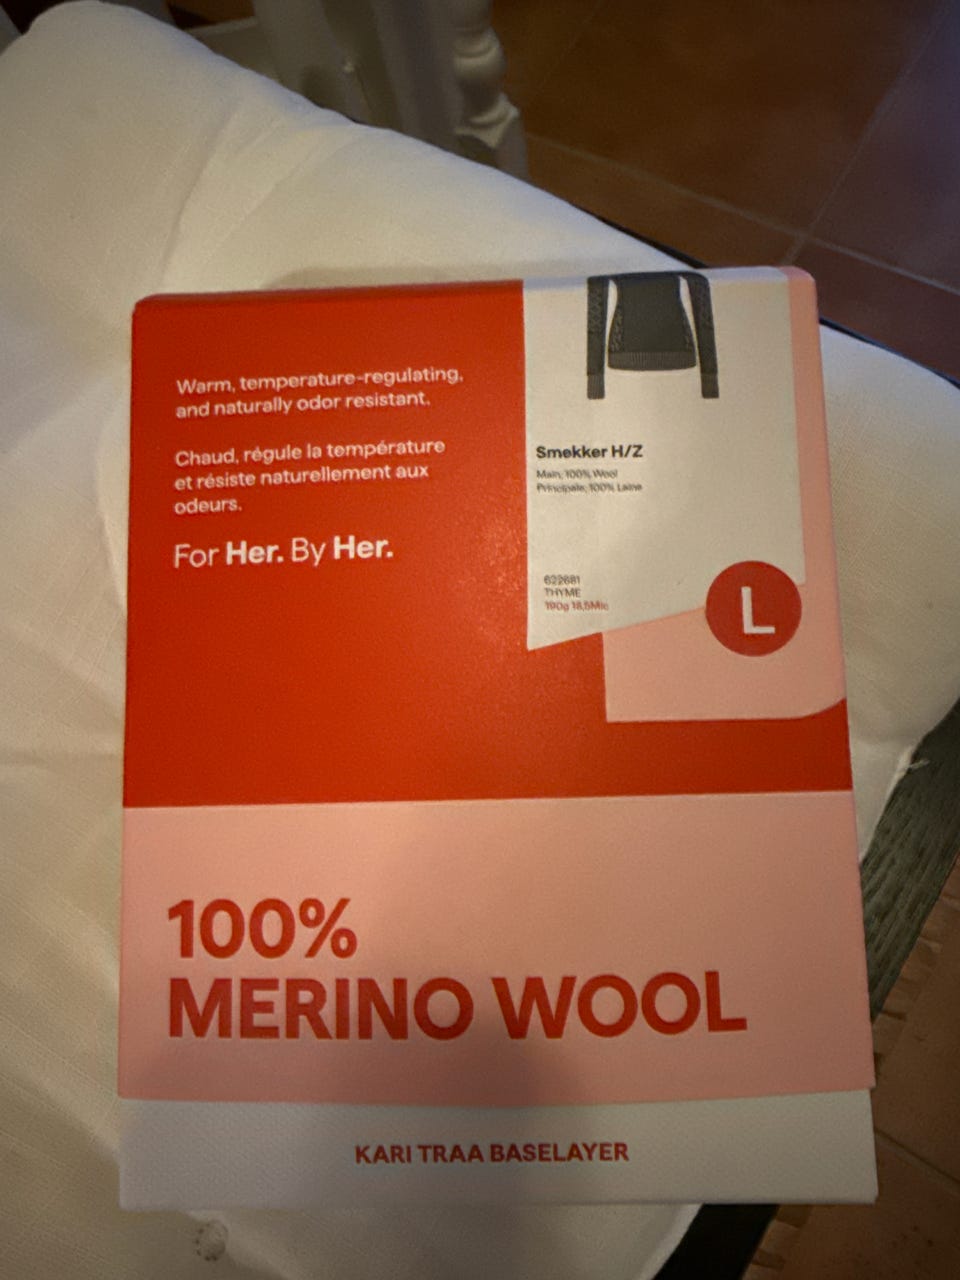 Warm, temperature-regulating,
and naturally odor resistant.
Chaud, régule la température
et résiste naturellement aux
odeurs.
For Her. By Her.
Smekker H/Z
Main; 100% Wool
Principale; 100% Laine
622681
THYME
190g 18,5Mic
L
100%
MERINO WOOL
KARI TRAA BASELAYER